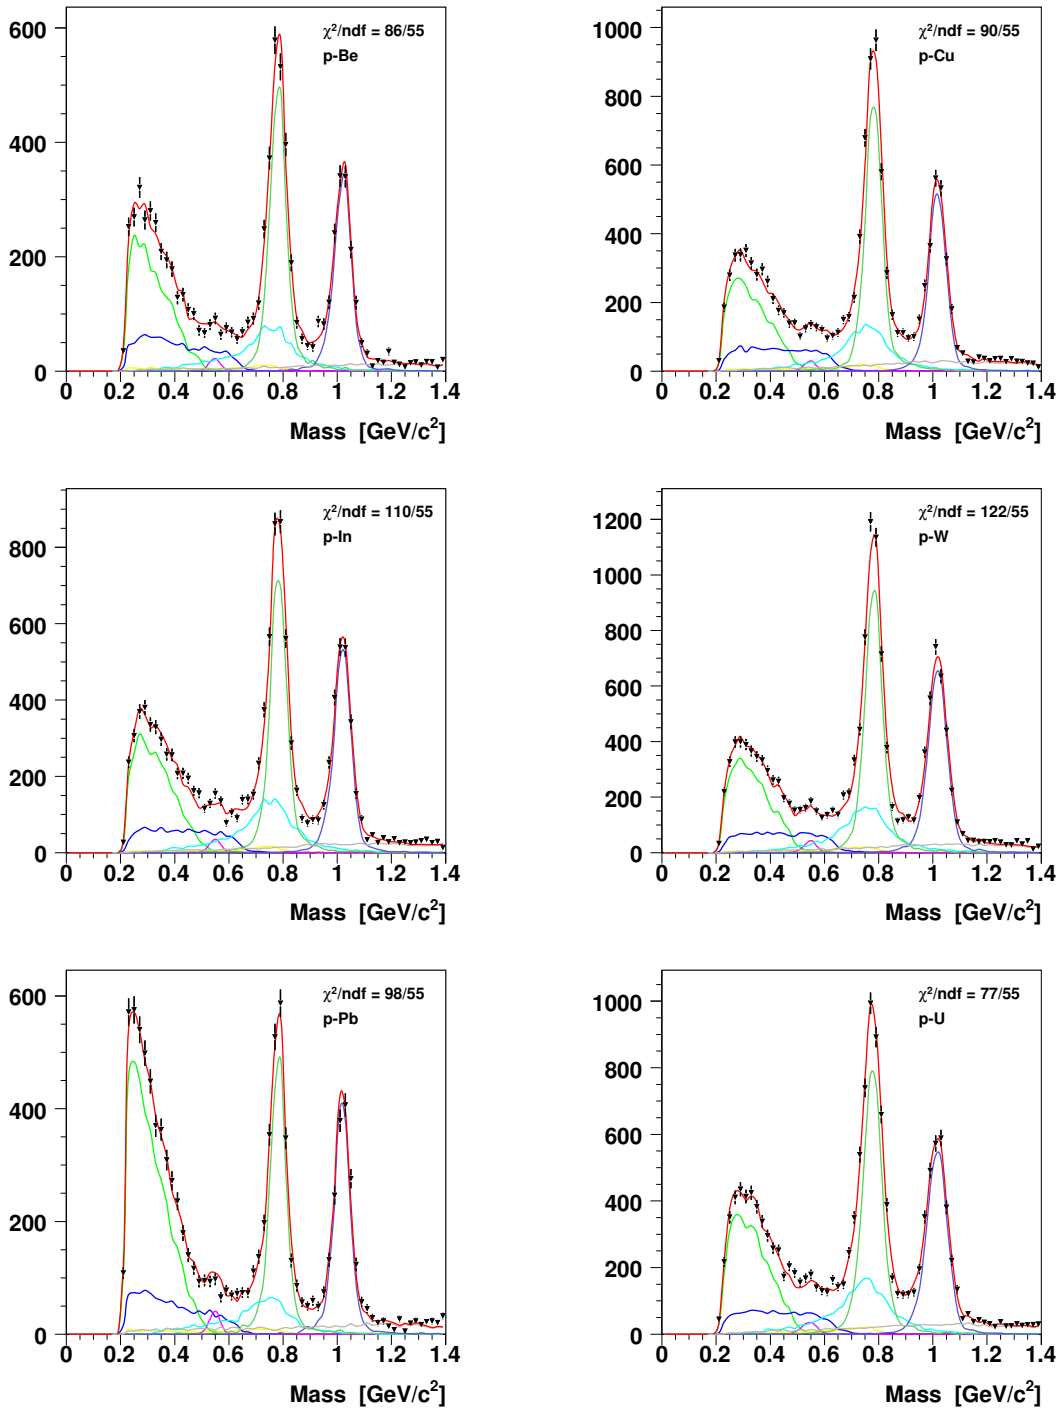 600
400
200
0
χ²/ndf = 86/55
p-Be
0 0.2 0.4 0.6 0.8 1 1.2 1.4
Mass [GeV/c²]
1000
800
600
400
200
0
χ²/ndf = 90/55
p-Cu
0 0.2 0.4 0.6 0.8 1 1.2 1.4
Mass [GeV/c²]
800
600
400
200
0
χ²/ndf = 110/55
p-In
0 0.2 0.4 0.6 0.8 1 1.2 1.4
Mass [GeV/c²]
1200
1000
800
600
400
200
0
χ²/ndf = 122/55
p-W
0 0.2 0.4 0.6 0.8 1 1.2 1.4
Mass [GeV/c²]
600
400
200
0
χ²/ndf = 98/55
p-Pb
0 0.2 0.4 0.6 0.8 1 1.2 1.4
Mass [GeV/c²]
1000
800
600
400
200
0
χ²/ndf = 77/55
p-U
0 0.2 0.4 0.6 0.8 1 1.2 1.4
Mass [GeV/c²]